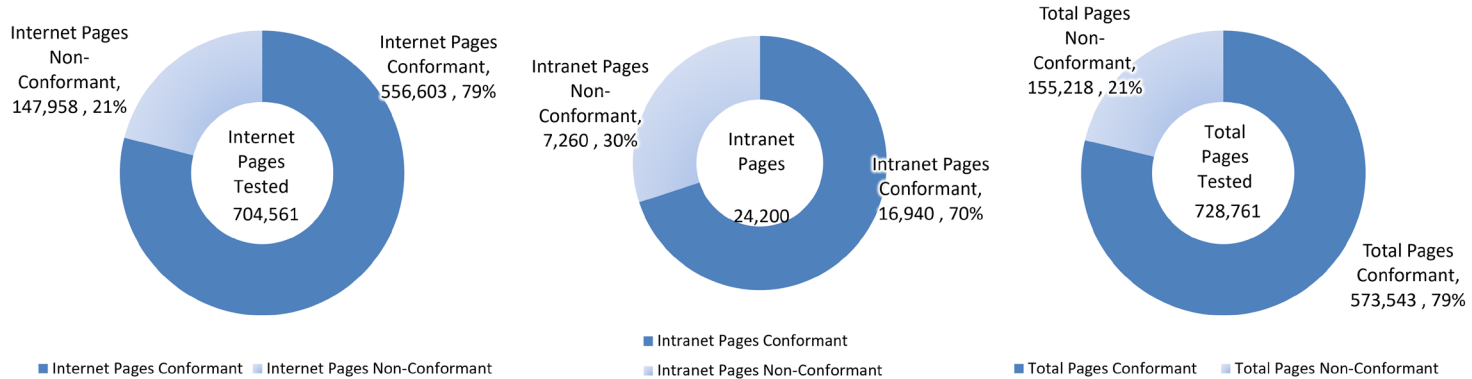 Internet Pages
Non-
Conformant,
147,958 , 21%
Internet Pages
Conformant,
556,603 , 79%
Internet
Pages
Tested
704,561
Internet Pages Conformant
Internet Pages Non-Conformant
Intranet Pages
Non-
Conformant,
7,260 , 30%
Intranet
Pages
24,200
Intranet Pages
Conformant,
16,940 , 70%
Intranet Pages Conformant
Intranet Pages Non-Conformant
Total Pages
Non-
Conformant,
155,218 , 21%
Total
Pages
Tested
728,761
Total Pages
Conformant,
573,543 , 79%
Total Pages Conformant
Total Pages Non-Conformant